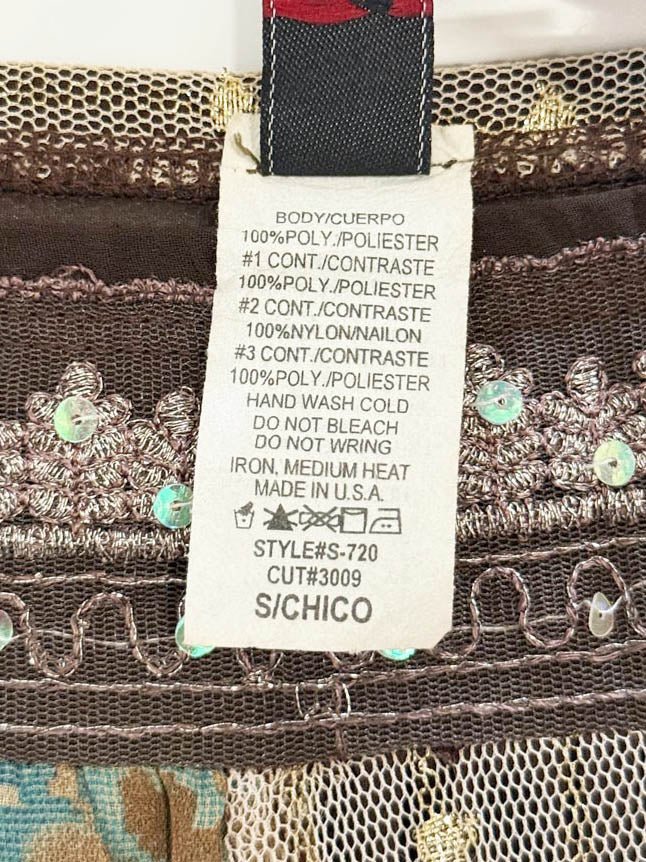 BODY/CUERPO
100%POLY./POLIESTER
#1 CONT./CONTRASTE
100%POLY./POLIESTER
#2 CONT./CONTRASTE
100%NYLON/NAILON
#3 CONT./CONTRASTE
100%POLY./POLIESTER
HAND WASH COLD
DO NOT BLEACH
DO NOT WRING
IRON, MEDIUM HEAT
MADE IN U.S.A.
STYLE#S-720
CUT#3009
S/CHICO